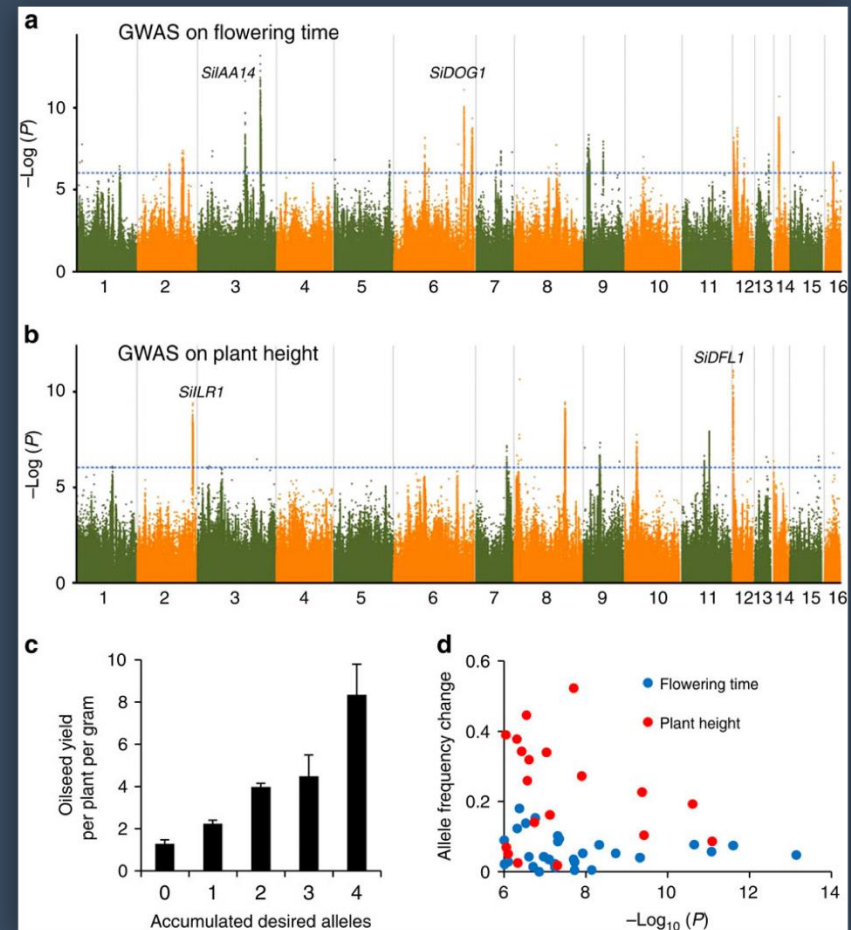 a
GWAS on flowering time
SiIAA14
SiDOG1
10
5
0
–Log (P)
1 2 3 4 5 6 7 8 9 10 11 12 13 14 15 16
b
GWAS on plant height
SiILR1
SiDFL1
10
5
0
–Log (P)
1 2 3 4 5 6 7 8 9 10 11 12 13 14 15 16
c
10
8
6
4
2
0
Oilseed yield
per plant per gram
0 1 2 3 4
Accumulated desired alleles
d
0.6
0.4
0.2
0
Allele frequency change
Flowering time
Plant height
6 8 10 12 14
–Log10 (P)